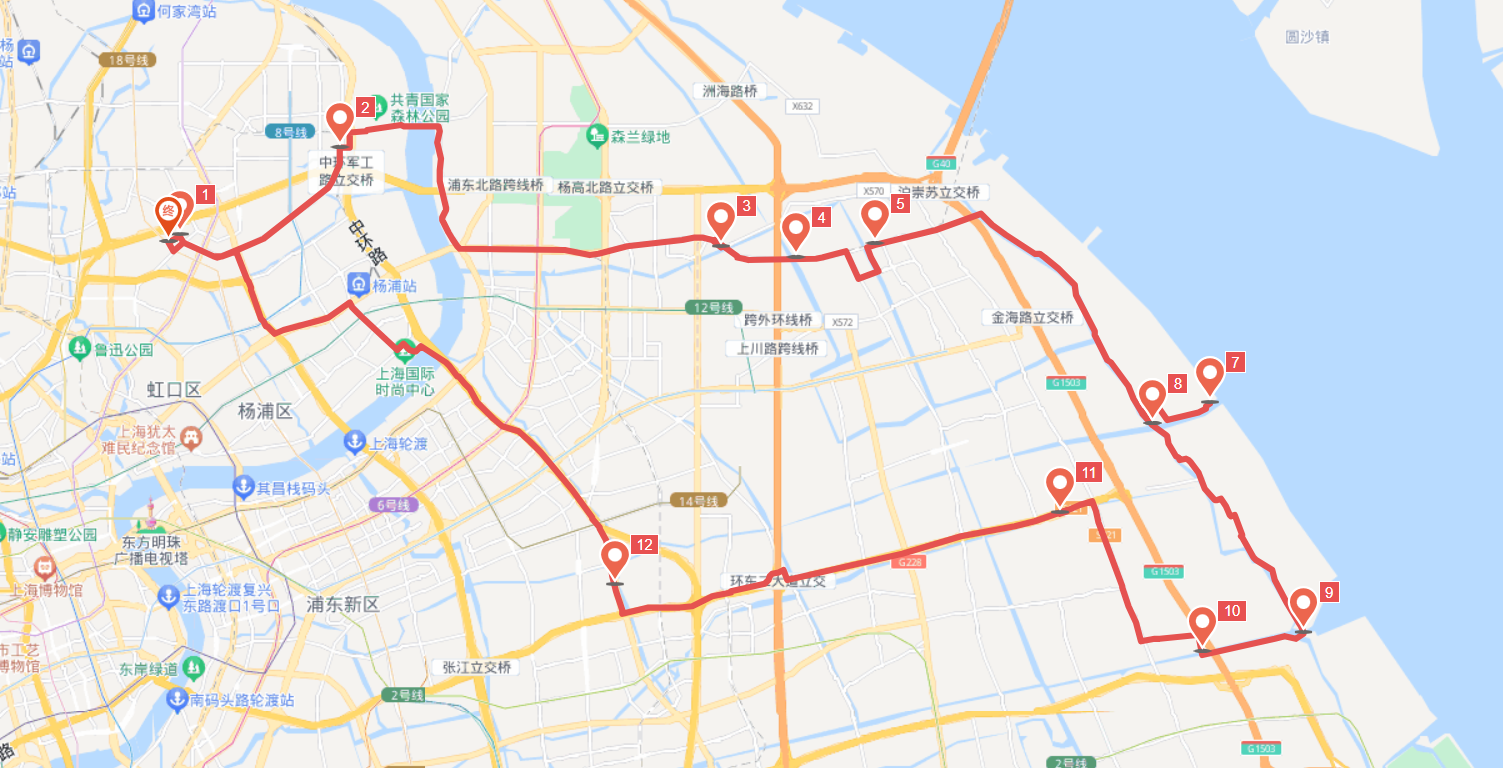 何家湾站
圆沙镇
杨
站
18号线
洲海路桥
X632
共青国家
森林公园
2
8号线
森兰绿地
中环军工
路立交桥
G40
浦东北路跨线桥
杨高北路立交桥
X570
沪崇苏立交桥
1
终
3
4
5
中环路
杨浦站
12号线
跨外环线桥
X572
金海路立交桥
鲁迅公园
上川路跨线桥
上海国际
时尚中心
虹口区
G1503
7
8
杨浦区
上海犹太
难民纪念馆
上海轮渡
站
其昌栈码头
6号线
14号线
11
静安雕塑公园
东方明珠
广播电视塔
12
G228
G1503
上海博物馆
上海轮渡复兴
东路渡口1号口
浦东新区
9
10
市工艺
博物馆
东岸绿道
张江立交桥
2号线
南码头路轮渡站
路
G1503
2号线